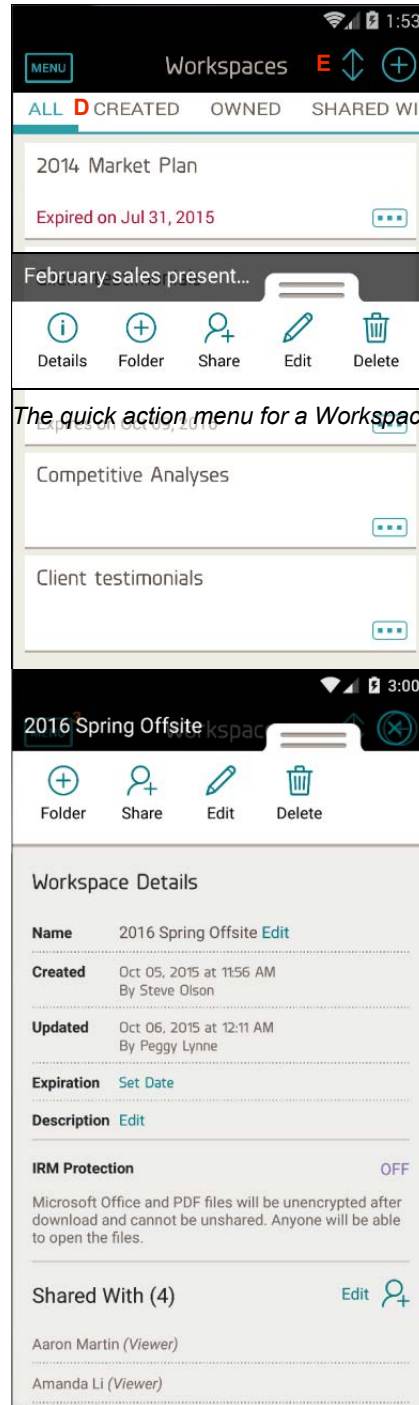 1:53
MENU Workspaces E
ALL D CREATED OWNED SHARED WI
2014 Market Plan
Expired on Jul 31, 2015
February sales present...
Details Folder Share Edit Delete
The quick action menu for a Workspac
Competitive Analyses
Client testimonials
3:00
2016 Spring Offsite
Folder Share Edit Delete
Workspace Details
Name 2016 Spring Offsite Edit
Created Oct 05, 2015 at 11:56 AM
By Steve Olson
Updated Oct 06, 2015 at 12:11 AM
By Peggy Lynne
Expiration Set Date
Description Edit
IRM Protection OFF
Microsoft Office and PDF files will be unencrypted after
download and cannot be unshared. Anyone will be able
to open the files.
Shared With (4) Edit
Aaron Martin (Viewer)
Amanda Li (Viewer)